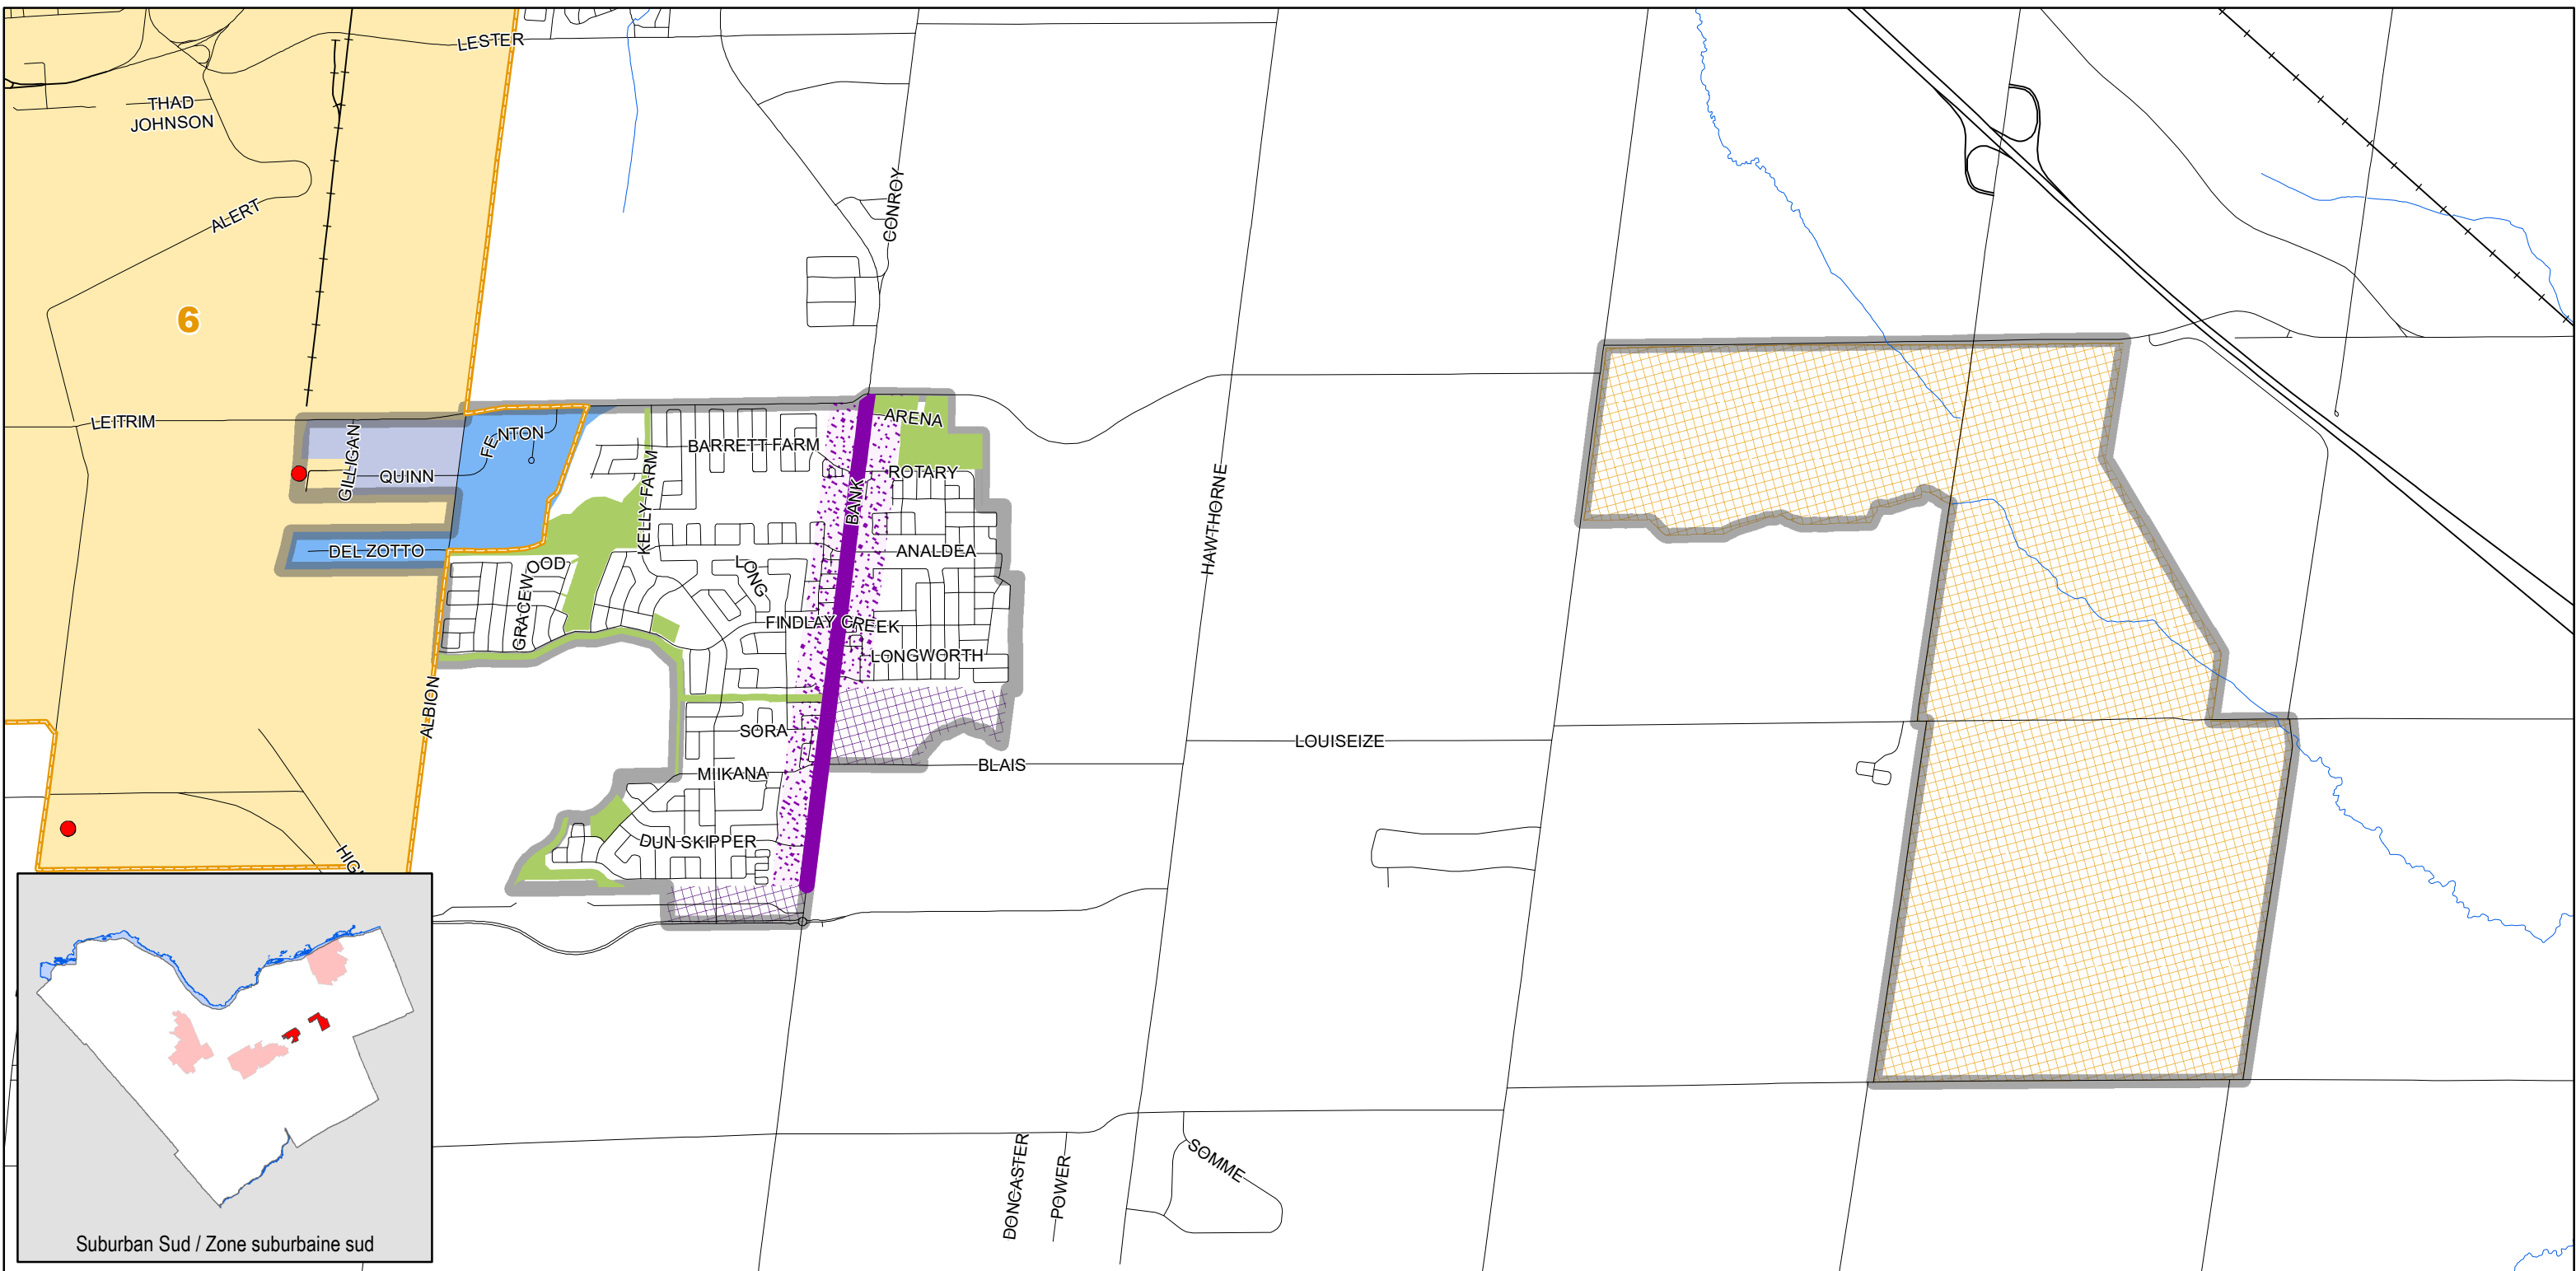 LESTER
THAD
JOHNSON
CONROY
ALERT
6
LEITRIM
ARENA
GILLIGAN
FENTON
BARRETT FARM
QUINN
KELLY FARM
ROTARY
BANK
HAWTHORNE
DEL ZOTTO
ANALDEA
GRACEWOOD
LONG
FINDLAY CREEK
LONGWORTH
ALBION
SORA
LOUISEIZE
MIIKANA
BLAIS
DUN SKIPPER
HIG
DONCASTER
POWER
SOMME
Suburban Sud / Zone suburbaine sud